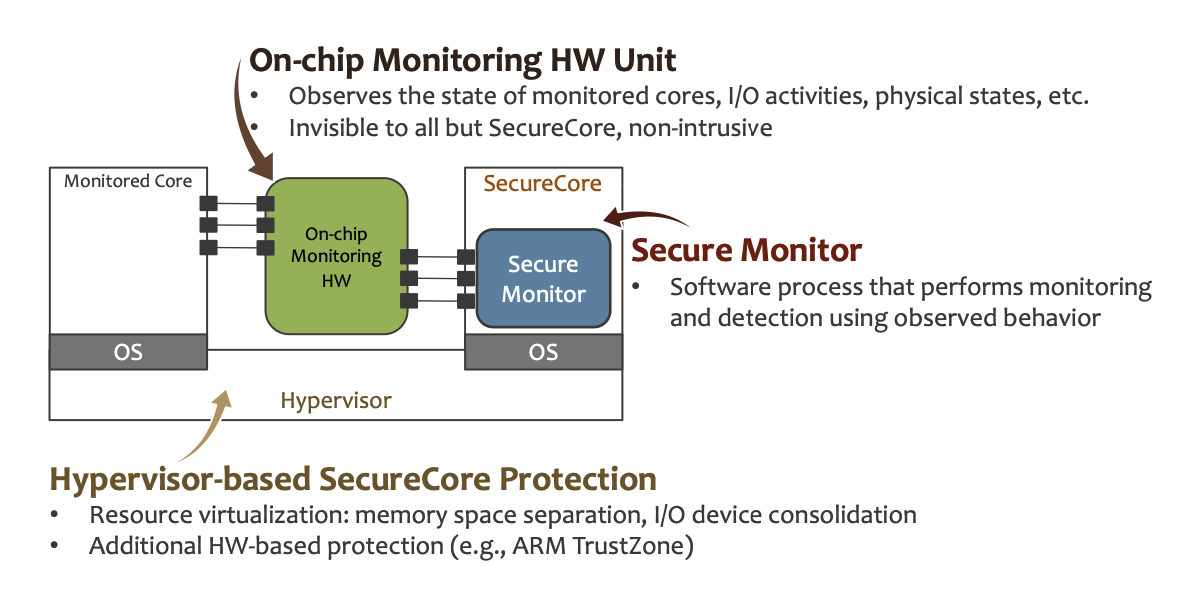 On-chip Monitoring HW Unit
• Observes the state of monitored cores, I/O activities, physical states, etc.
• Invisible to all but SecureCore, non-intrusive
Monitored Core
On-chip
Monitoring
HW
SecureCore
Secure
Monitor
Secure Monitor
• Software process that performs monitoring
and detection using observed behavior
OS
OS
Hypervisor
Hypervisor-based SecureCore Protection
• Resource virtualization: memory space separation, I/O device consolidation
• Additional HW-based protection (e.g., ARM TrustZone)